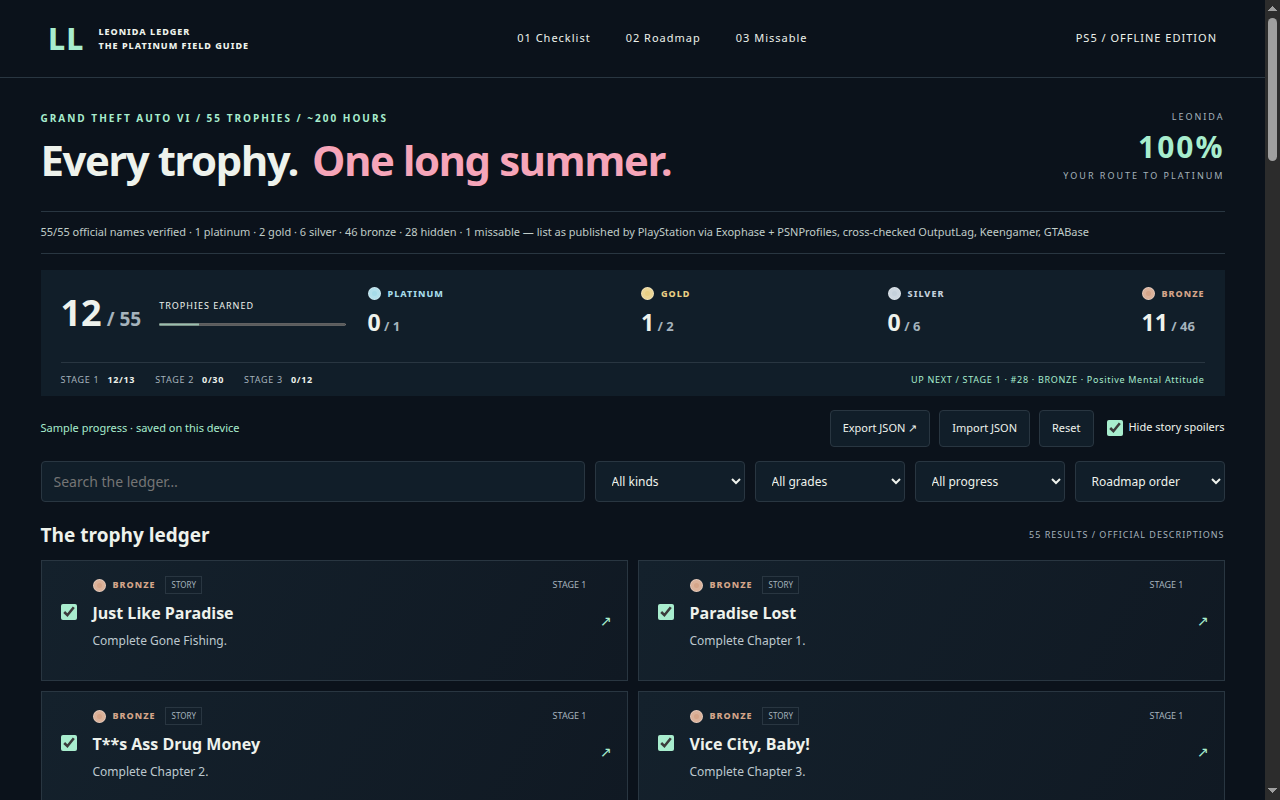 LL
LEONIDA LEDGER
THE PLATINUM FIELD GUIDE
01 Checklist
02 Roadmap
03 Missable
PS5 / OFFLINE EDITION
GRAND THEFT AUTO VI / 55 TROPHIES / ~200 HOURS
Every trophy. One long summer.
LEONIDA
100%
YOUR ROUTE TO PLATINUM
55/55 official names verified · 1 platinum · 2 gold · 6 silver · 46 bronze · 28 hidden · 1 missable — list as published by PlayStation via Exophase + PSNProfiles, cross-checked OutputLag, Keengamer, GTABase
12 / 55
TROPHIES EARNED
PLATINUM
0 / 1
GOLD
1 / 2
SILVER
0 / 6
BRONZE
11 / 46
STAGE 1 12/13
STAGE 2 0/30
STAGE 3 0/12
UP NEXT / STAGE 1 · #28 · BRONZE · Positive Mental Attitude
Sample progress · saved on this device
Export JSON ↗
Import JSON
Reset
Hide story spoilers
Search the ledger...
All kinds
All grades
All progress
Roadmap order
The trophy ledger
55 RESULTS / OFFICIAL DESCRIPTIONS
BRONZE STORY STAGE 1
Just Like Paradise
Complete Gone Fishing.
↗
BRONZE STORY STAGE 1
Paradise Lost
Complete Chapter 1.
↗
BRONZE STORY STAGE 1
T**s Ass Drug Money
Complete Chapter 2.
↗
BRONZE STORY STAGE 1
Vice City, Baby!
Complete Chapter 3.
↗